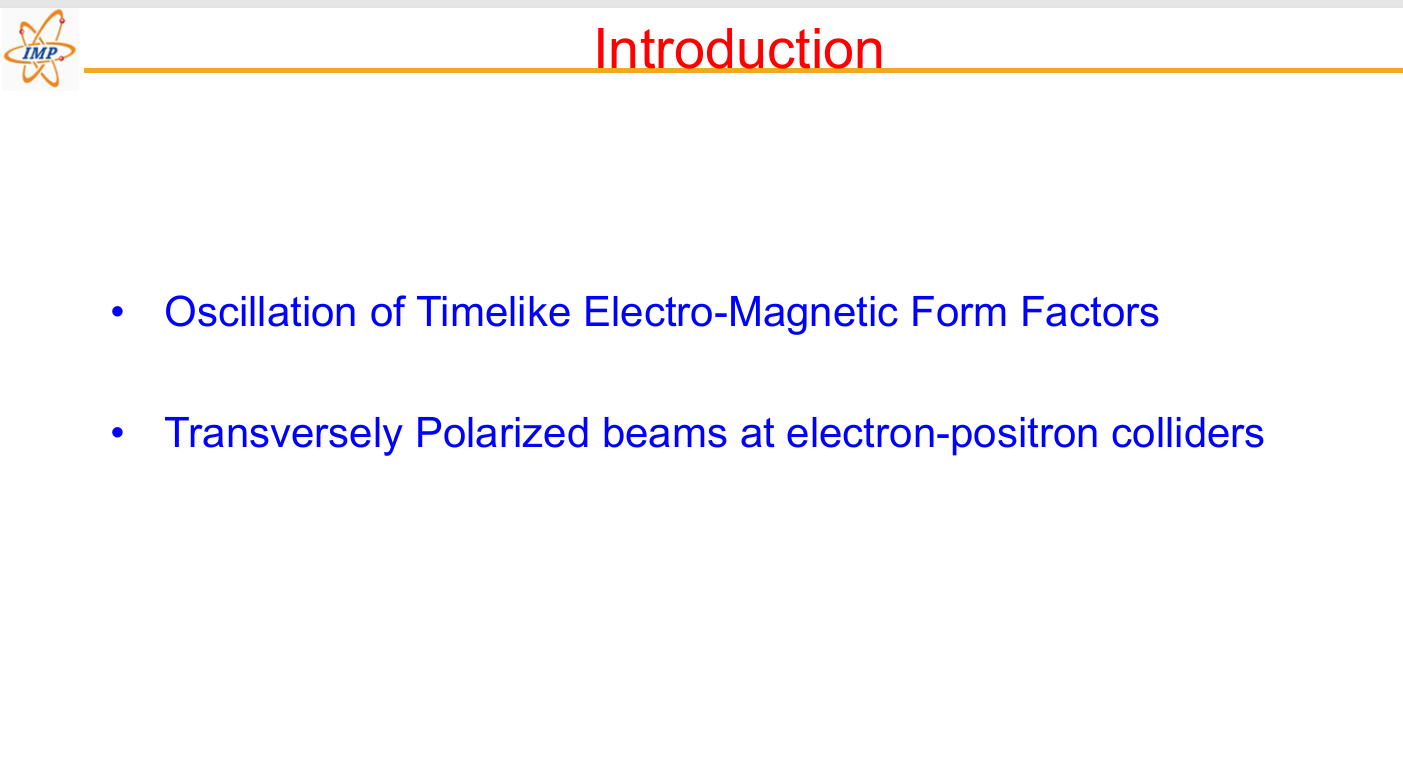 IMP
Introduction
• Oscillation of Timelike Electro-Magnetic Form Factors
• Transversely Polarized beams at electron-positron colliders